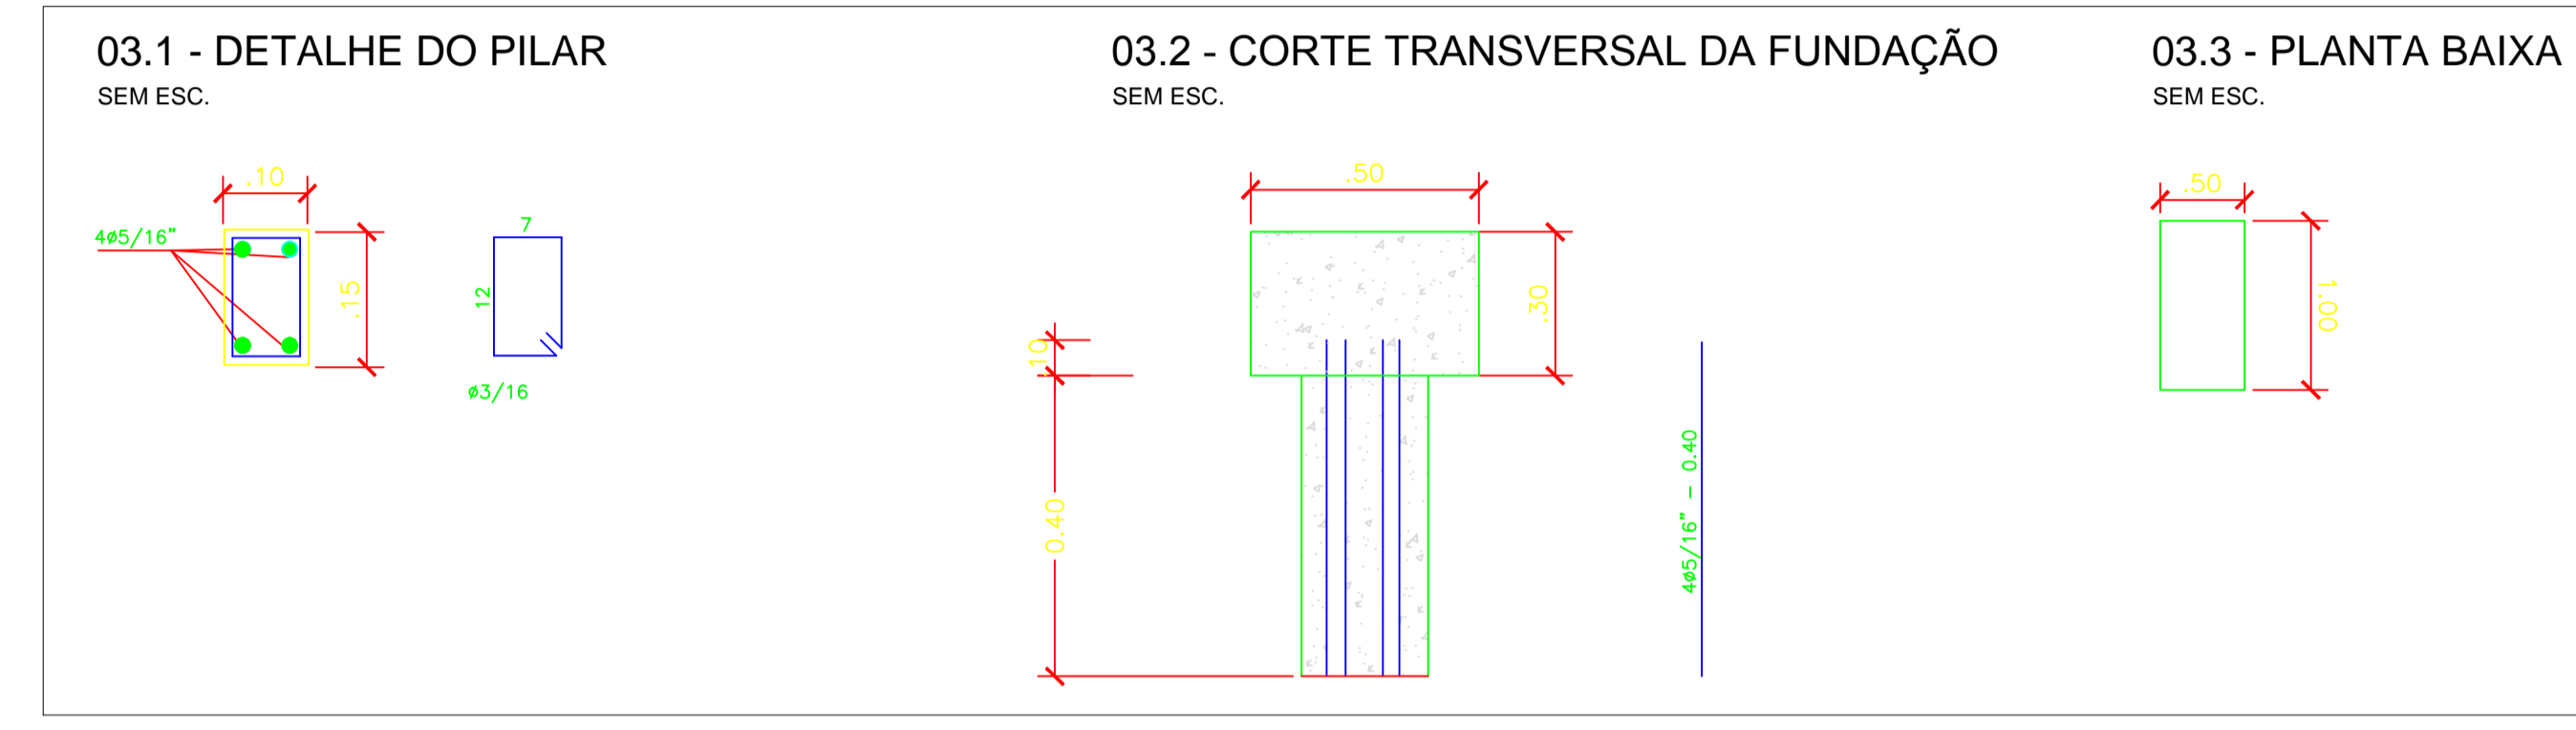 03.1 - DETALHE DO PILAR
SEM ESC.
.10
4ø5/16"
.15
7
12
ø3/16
03.2 - CORTE TRANSVERSAL DA FUNDAÇÃO
SEM ESC.
.50
.30
.10
0.40
4ø5/16" - 0.40
03.3 - PLANTA BAIXA
SEM ESC.
.50
1.00